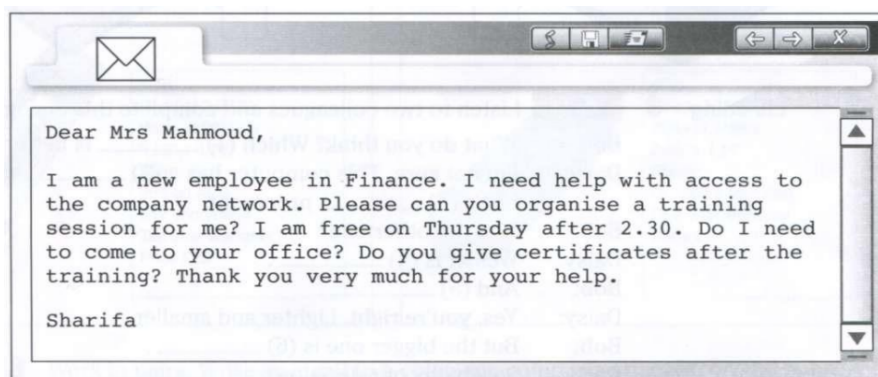 Dear Mrs Mahmoud,
I am a new employee in Finance. I need help with access to
the company network. Please can you organise a training
session for me? I am free on Thursday after 2.30. Do I need
to come to your office? Do you give certificates after the
training? Thank you very much for your help.
Sharifa